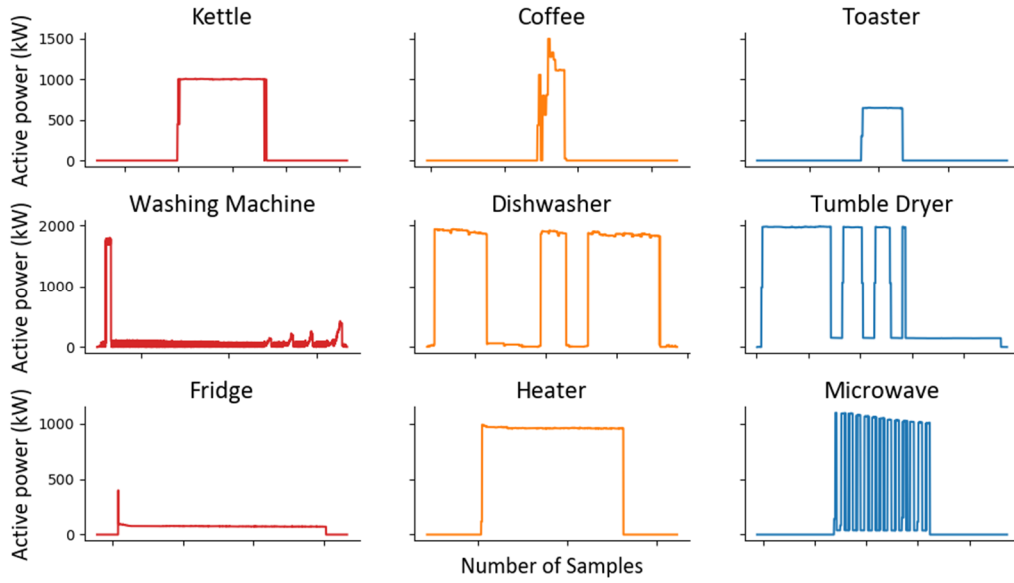 Kettle Coffee Toaster
Active power (kW)
1500
1000
500
0
Washing Machine Dishwasher Tumble Dryer
Active power (kW)
2000
1000
0
Fridge Heater Microwave
Active power (kW)
1000
500
0
Number of Samples